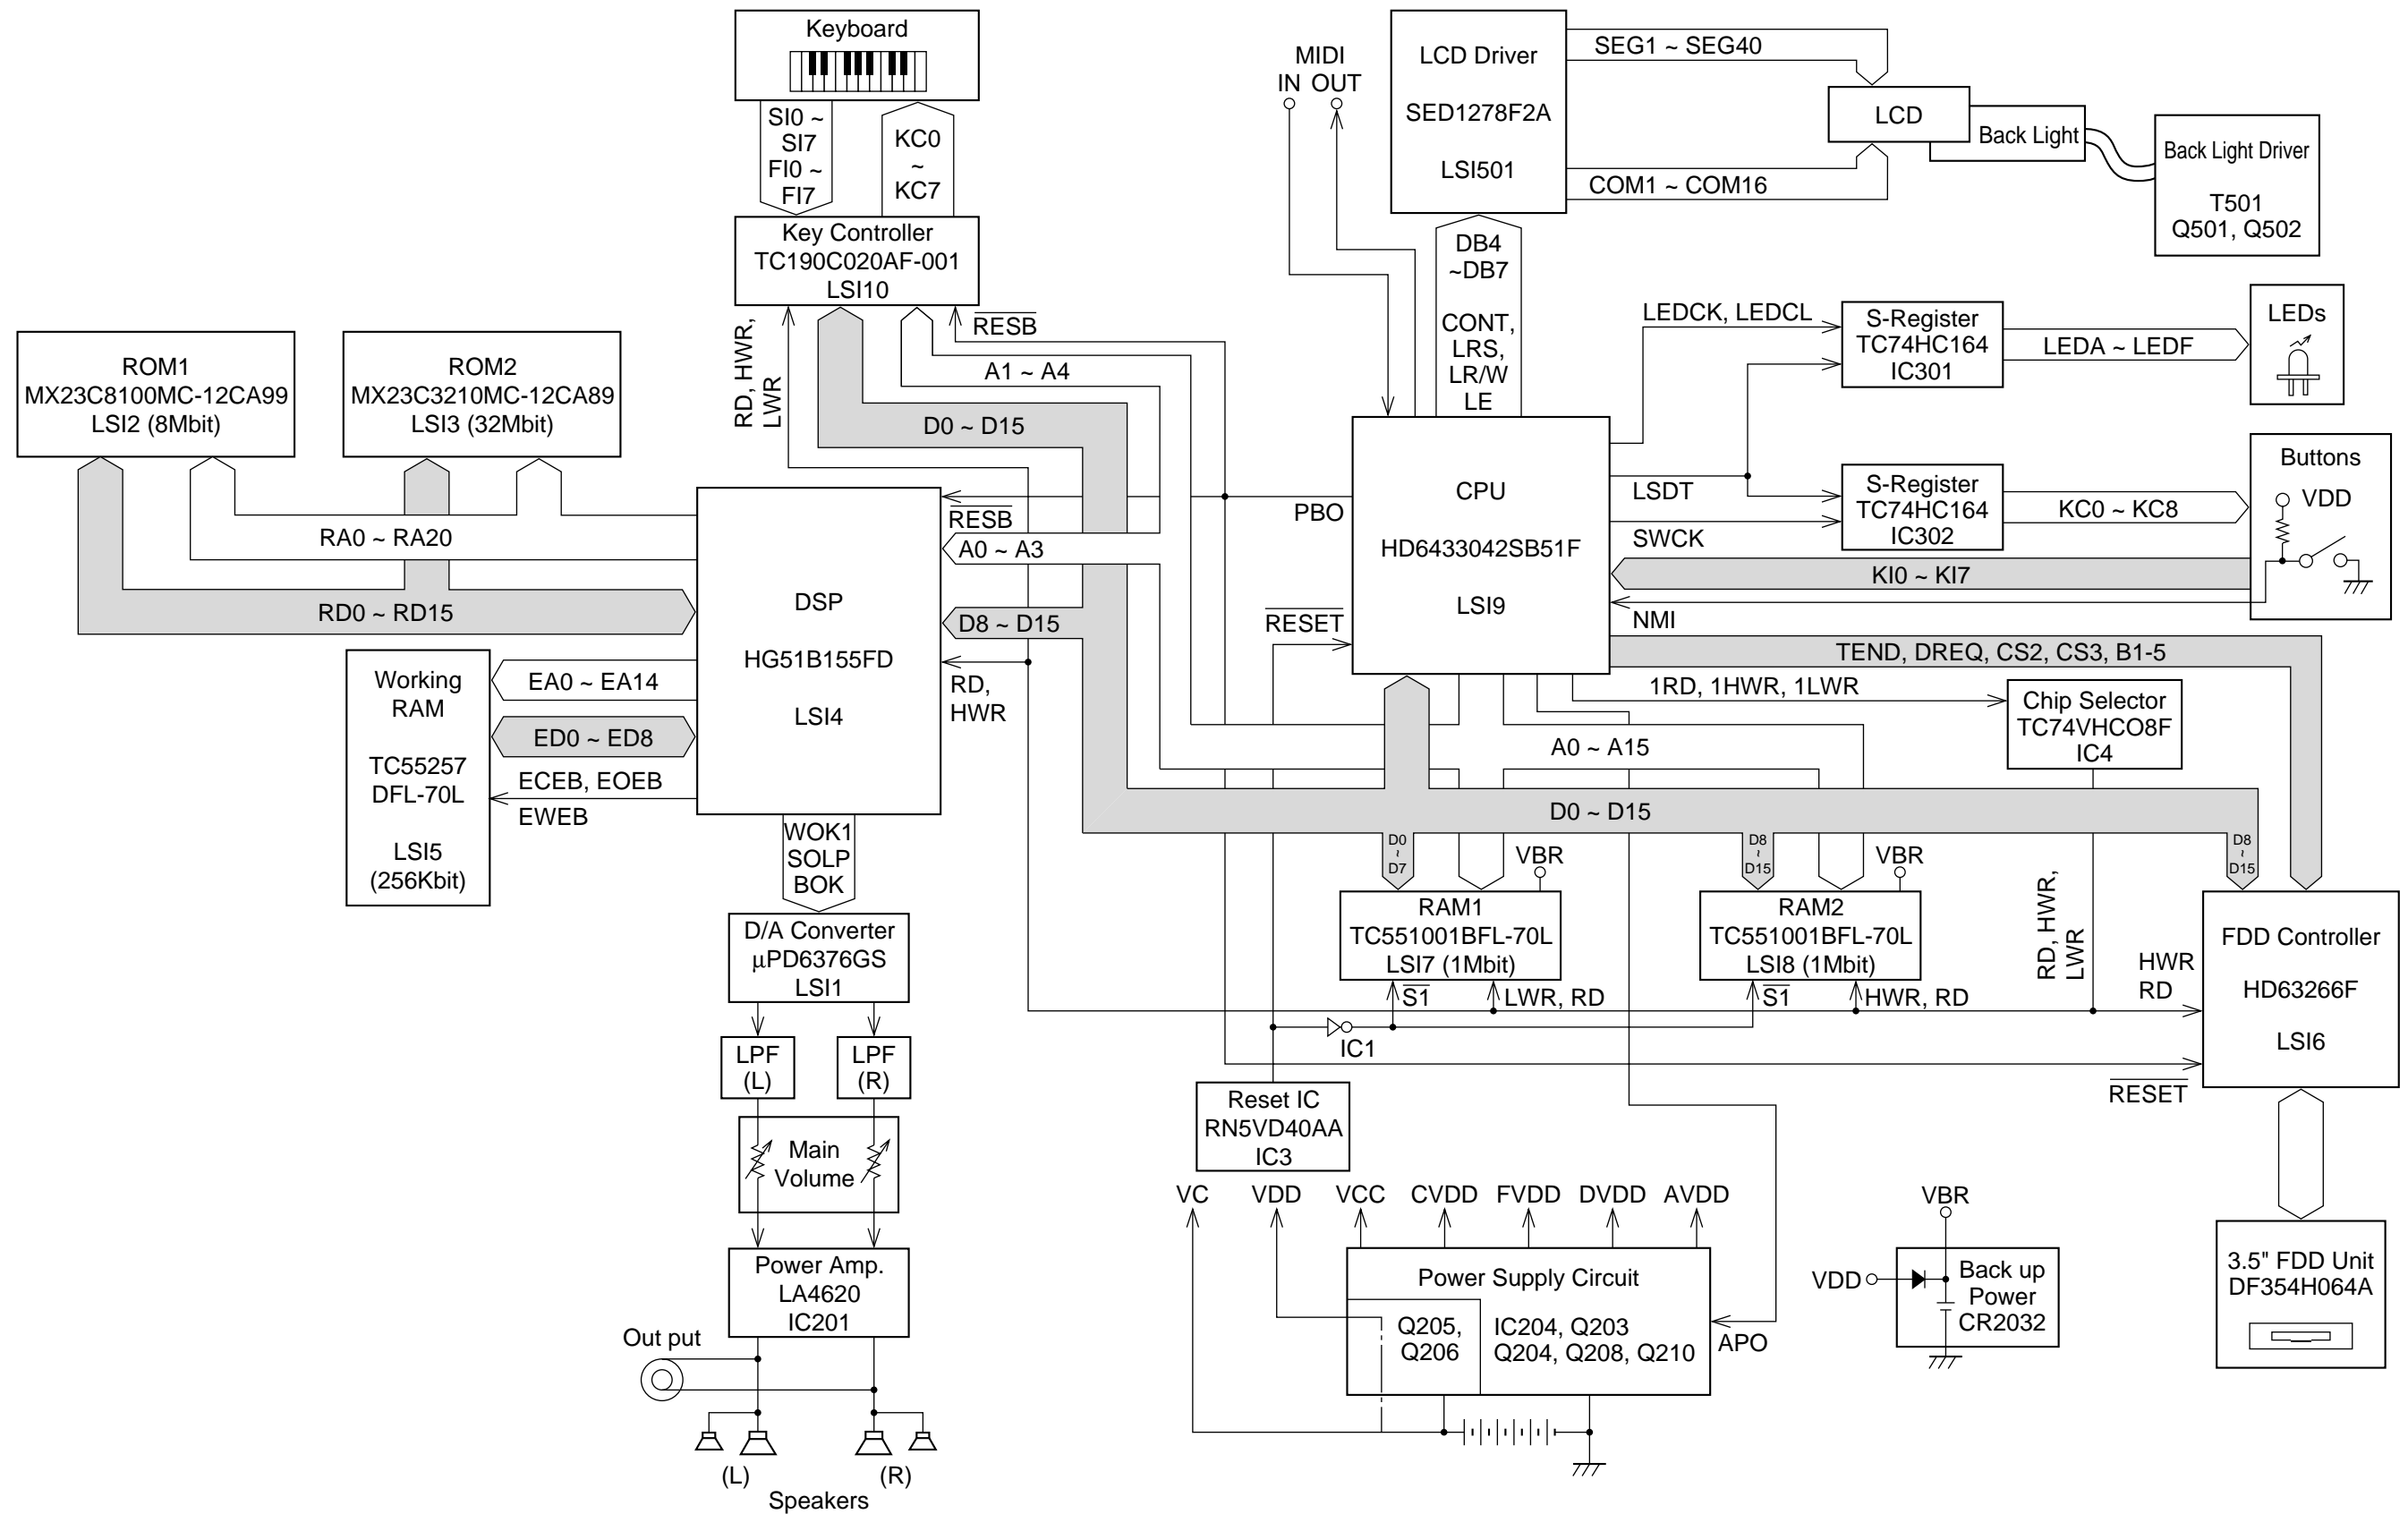 Keyboard
SI0 ~
SI7
FI0 ~
FI7
KC0
~
KC7
Key Controller
TC190C020AF-001
LSI10
MIDI
IN OUT
LCD Driver
SED1278F2A
LSI501
SEG1 ~ SEG40
COM1 ~ COM16
LCD
Back Light
Back Light Driver
T501
Q501, Q502
DB4
~DB7
CONT,
LRS,
LR/W
LE
ROM1
MX23C8100MC-12CA99
LSI2 (8Mbit)
ROM2
MX23C3210MC-12CA89
LSI3 (32Mbit)
RD, HWR,
LWR
RESB
A1 ~ A4
D0 ~ D15
LEDCK, LEDCL
S-Register
TC74HC164
IC301
LEDA ~ LEDF
LEDs
LSDT
S-Register
TC74HC164
IC302
KC0 ~ KC8
SWCK
Buttons
VDD
KI0 ~ KI7
NMI
CPU
HD6433042SB51F
LSI9
PBO
RESET
RA0 ~ RA20
RD0 ~ RD15
DSP
HG51B155FD
LSI4
RESB
A0 ~ A3
D8 ~ D15
RD,
HWR
Working
RAM
TC55257
DFL-70L
LSI5
(256Kbit)
EA0 ~ EA14
ED0 ~ ED8
ECEB, EOEB
EWEB
TEND, DREQ, CS2, CS3, B1-5
1RD, 1HWR, 1LWR
Chip Selector
TC74VHCO8F
IC4
A0 ~ A15
D0 ~ D15
D0
~
D7
VBR
D8
~
D15
VBR
D8
~
D15
WOK1
SOLP
BOK
D/A Converter
µPD6376GS
LSI1
LPF
(L)
LPF
(R)
Main
Volume
Power Amp.
LA4620
IC201
Out put
(L)
(R)
Speakers
RAM1
TC551001BFL-70L
LSI7 (1Mbit)
RAM2
TC551001BFL-70L
LSI8 (1Mbit)
S1
LWR, RD
S1
HWR, RD
RD, HWR,
LWR
HWR
RD
FDD Controller
HD63266F
LSI6
RESET
IC1
Reset IC
RN5VD40AA
IC3
VC
VDD
VCC
CVDD
FVDD
DVDD
AVDD
Power Supply Circuit
Q205,
Q206
IC204, Q203
Q204, Q208, Q210
APO
VBR
VDD
Back up
Power
CR2032
3.5" FDD Unit
DF354H064A